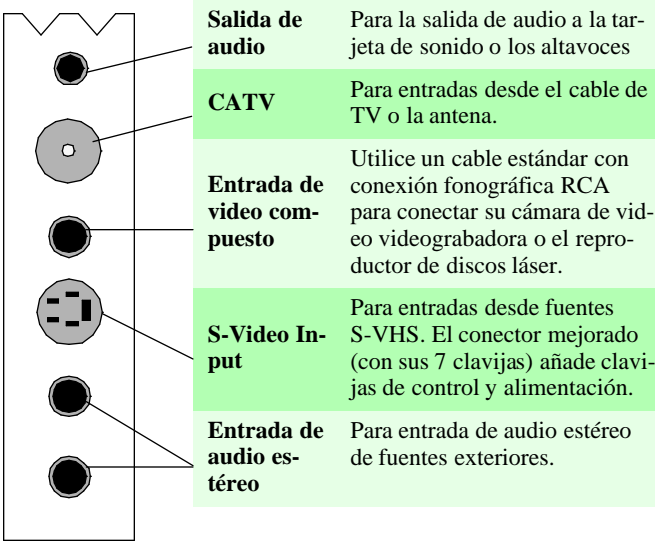 Salida de audio
Para la salida de audio a la tar-
jeta de sonido o los altavoces
CATV
Para entradas desde el cable de
TV o la antena.
Entrada de
video com-
puesto
Utilice un cable estándar con
conexión fonográfica RCA
para conectar su cámara de vid-
eo videograbadora o el repro-
ductor de discos láser.
S-Video In-
put
Para entradas desde fuentes
S-VHS. El conector mejorado
(con sus 7 clavijas) añade clavi-
jas de control y alimentación.
Entrada de
audio es-
téreo
Para entrada de audio estéreo
de fuentes exteriores.